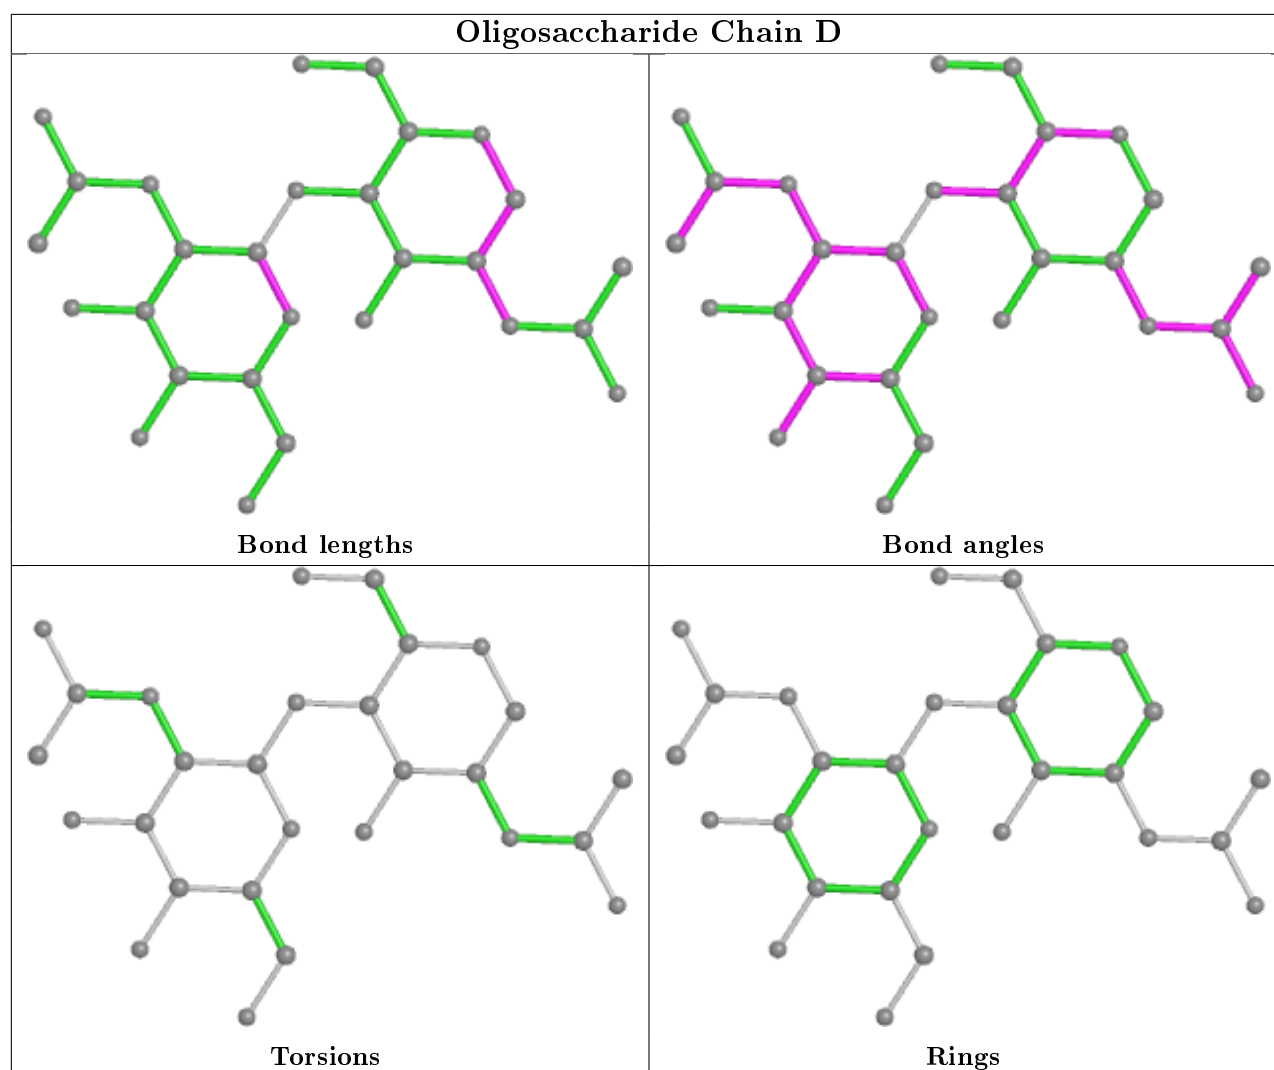 Oligosaccharide Chain D
Bond lengths
Bond angles
Torsions
Rings